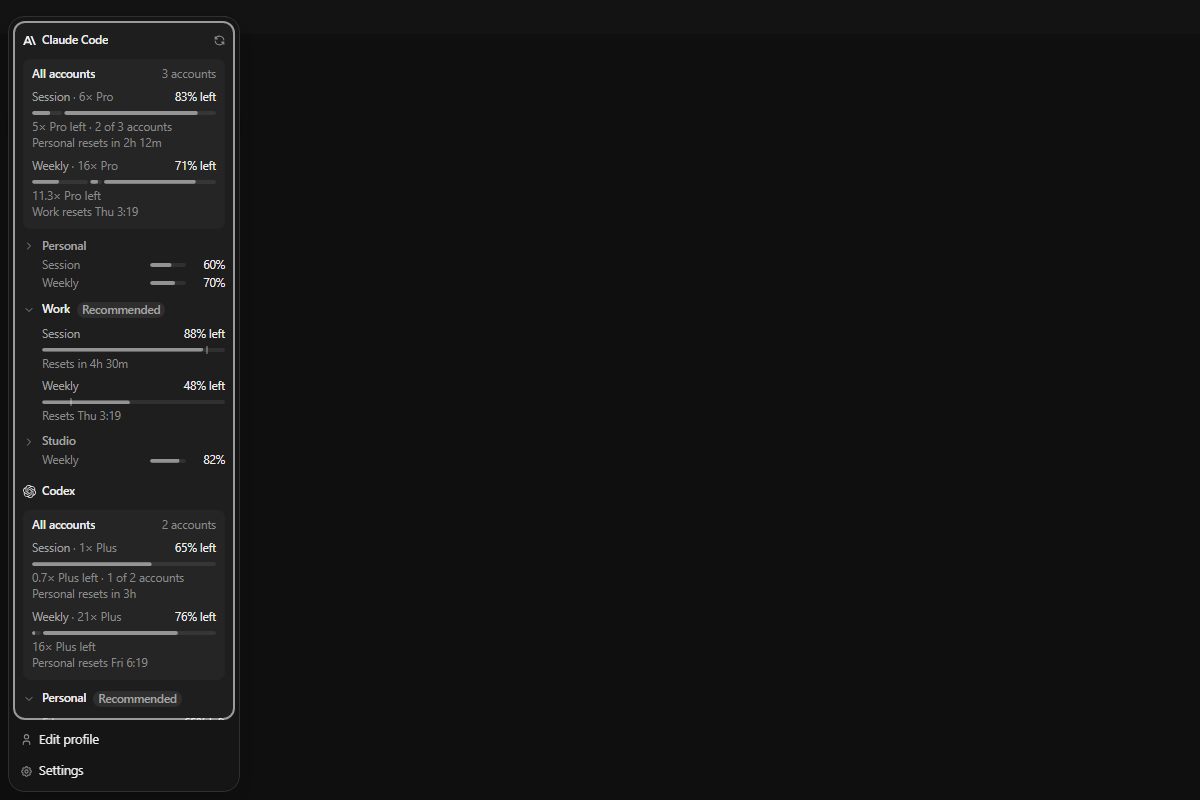 Claude Code
All accounts 3 accounts
Session · 6× Pro 83% left
5× Pro left · 2 of 3 accounts
Personal resets in 2h 12m
Weekly · 16× Pro 71% left
11.3× Pro left
Work resets Thu 3:19
Personal
Session 60%
Weekly 70%
Work Recommended
Session 88% left
Resets in 4h 30m
Weekly 48% left
Resets Thu 3:19
Studio
Weekly 82%
Codex
All accounts 2 accounts
Session · 1× Plus 65% left
0.7× Plus left · 1 of 2 accounts
Personal resets in 3h
Weekly · 21× Plus 76% left
16× Plus left
Personal resets Fri 6:19
Personal Recommended
Edit profile
Settings